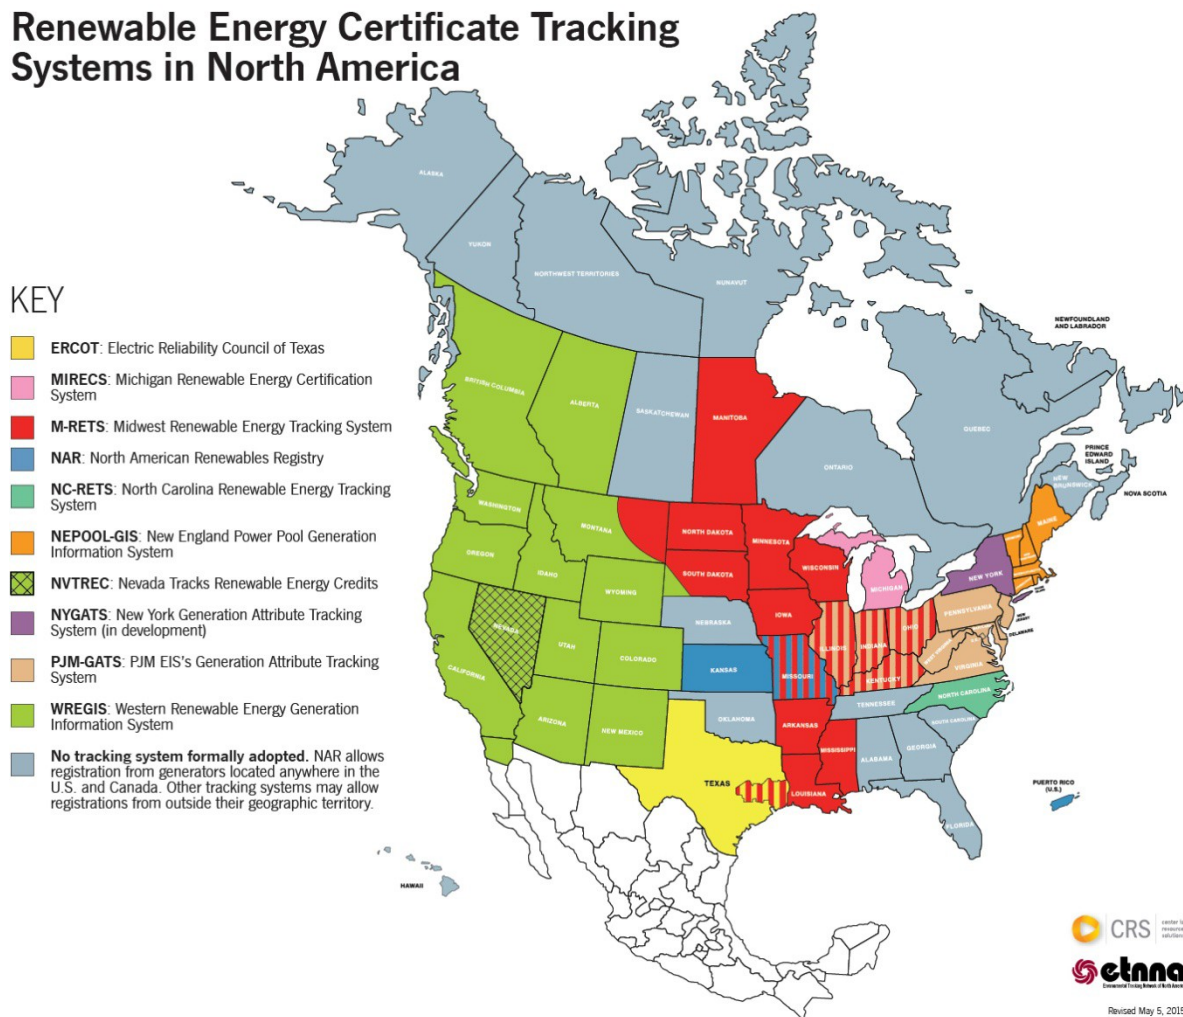 Renewable Energy Certificate Tracking
Systems in North America
ALASKA
YUKON
NORTHWEST TERRITORIES
NUNAVUT
NEWFOUNDLAND
AND LABRADOR
KEY
ERCOT: Electric Reliability Council of Texas
MIRECS: Michigan Renewable Energy Certification
System
M-RETS: Midwest Renewable Energy Tracking System
NAR: North American Renewables Registry
NC-RETS: North Carolina Renewable Energy Tracking
System
NEPOOL-GIS: New England Power Pool Generation
Information System
NVTREC: Nevada Tracks Renewable Energy Credits
NYGATS: New York Generation Attribute Tracking
System (in development)
PJM-GATS: PJM EIS's Generation Attribute Tracking
System
WREGIS: Western Renewable Energy Generation
Information System
No tracking system formally adopted. NAR allows
registration from generators located anywhere in the
U.S. and Canada. Other tracking systems may allow
registrations from outside their geographic territory.
BRITISH COLUMBIA
ALBERTA
SASKATCHEWAN
MANITOBA
ONTARIO
QUEBEC
PRINCE
EDWARD
ISLAND
NEW
BRUNSWICK
NOVA SCOTIA
WASHINGTON
MONTANA
NORTH DAKOTA
MINNESOTA
MAINE
OREGON
IDAHO
WYOMING
SOUTH DAKOTA
WISCONSIN
MICHIGAN
NEW YORK
NEVADA
UTAH
COLORADO
NEBRASKA
IOWA
ILLINOIS
INDIANA
OHIO
PENNSYLVANIA
DELAWARE
CALIFORNIA
KANSAS
MISSOURI
KENTUCKY
WEST VIRGINIA
VIRGINIA
ARIZONA
NEW MEXICO
OKLAHOMA
ARKANSAS
TENNESSEE
NORTH CAROLINA
SOUTH CAROLINA
TEXAS
LOUISIANA
MISSISSIPPI
ALABAMA
GEORGIA
FLORIDA
PUERTO RICO
(U.S.)
HAWAII
CRS
etnna
Environmental Tracking Network of North America
Revised May 5, 2015